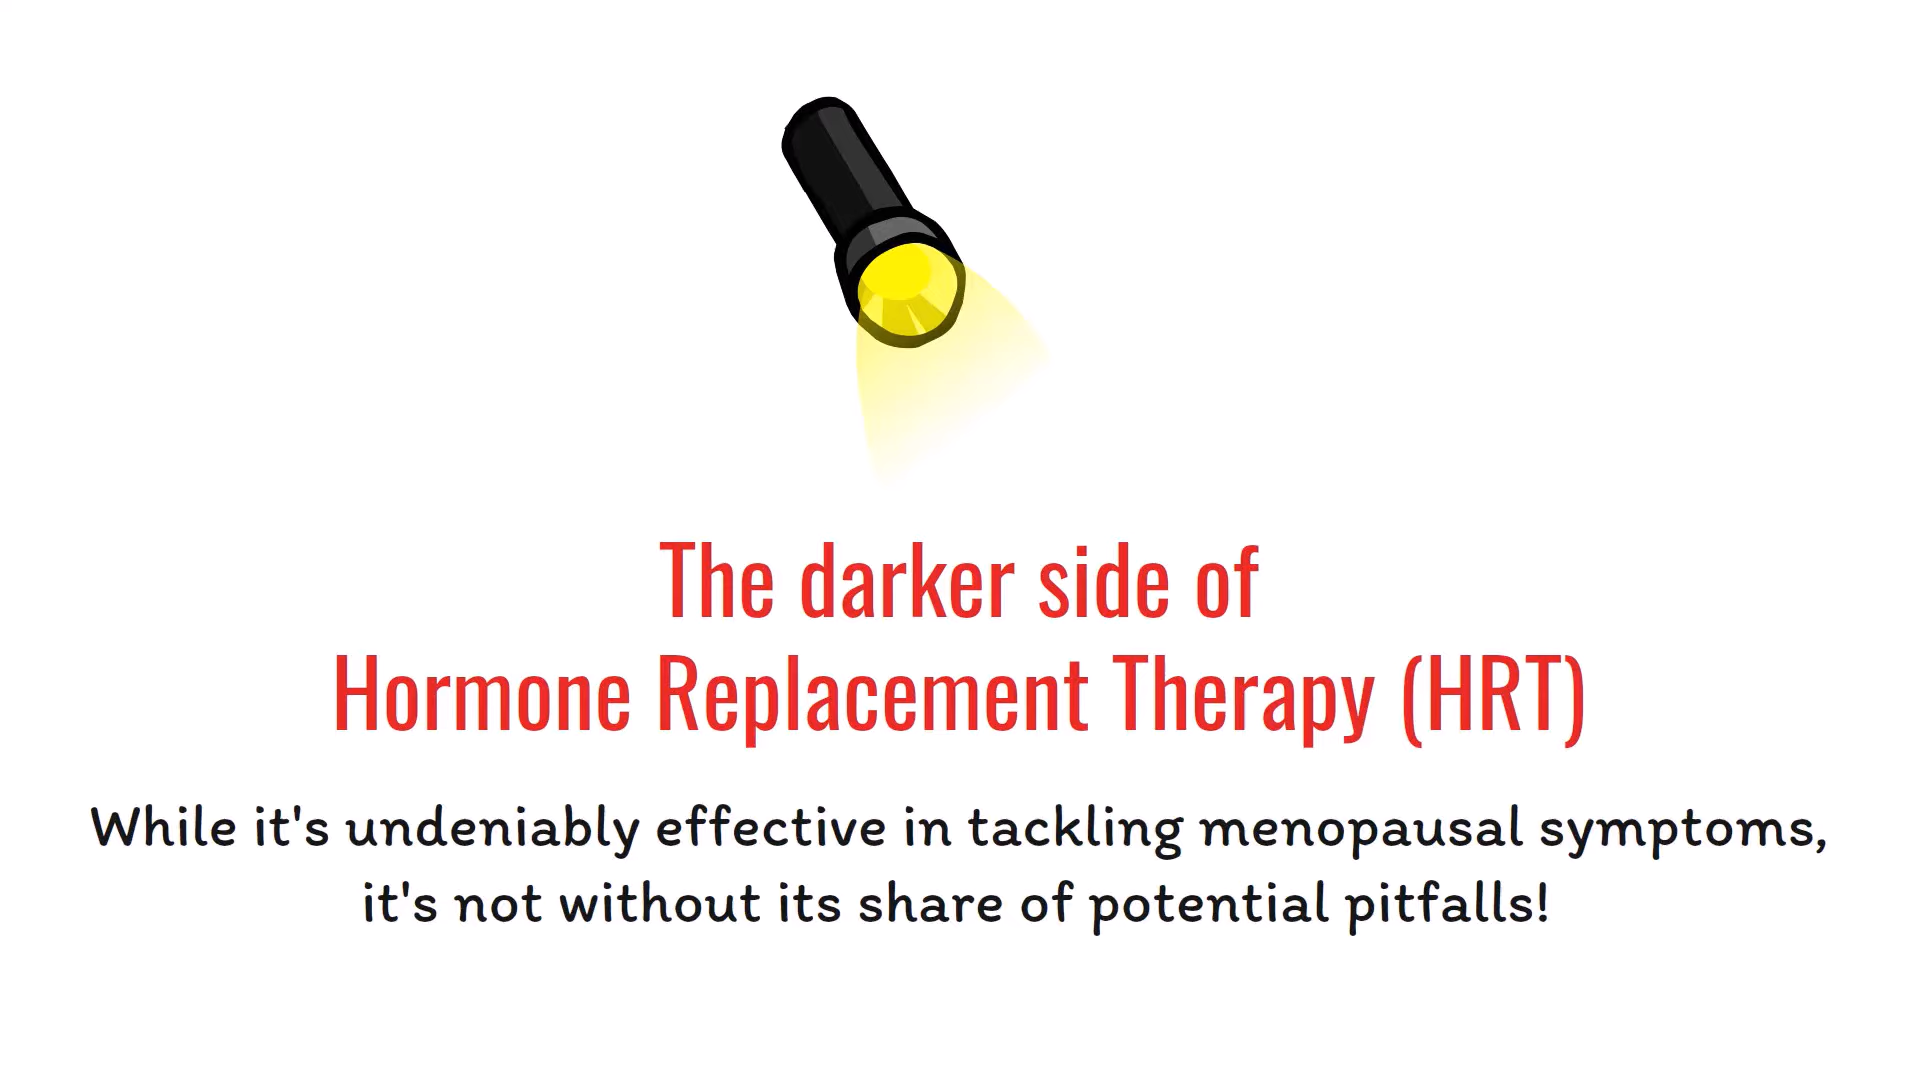 The darker side of
Hormone Replacement Therapy (HRT)
While it's undeniably effective in tackling menopausal symptoms,
it's not without its share of potential pitfalls!